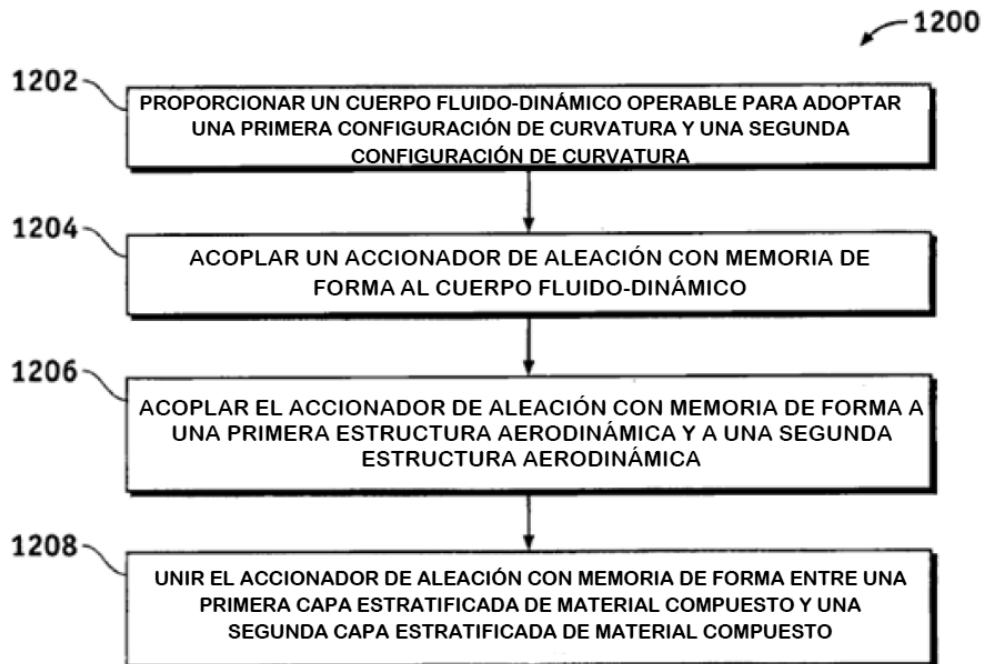 1200
1202
PROPORCIONAR UN CUERPO FLUIDO-DINÁMICO OPERABLE PARA ADOPTAR
UNA PRIMERA CONFIGURACIÓN DE CURVATURA Y UNA SEGUNDA
CONFIGURACIÓN DE CURVATURA
1204
ACOPLAR UN ACCIONADOR DE ALEACIÓN CON MEMORIA DE
FORMA AL CUERPO FLUIDO-DINÁMICO
1206
ACOPLAR EL ACCIONADOR DE ALEACIÓN CON MEMORIA DE FORMA A
UNA PRIMERA ESTRUCTURA AERODINÁMICA Y A UNA SEGUNDA
ESTRUCTURA AERODINÁMICA
1208
UNIR EL ACCIONADOR DE ALEACIÓN CON MEMORIA DE FORMA ENTRE UNA
PRIMERA CAPA ESTRATIFICADA DE MATERIAL COMPUESTO Y UNA
SEGUNDA CAPA ESTRATIFICADA DE MATERIAL COMPUESTO